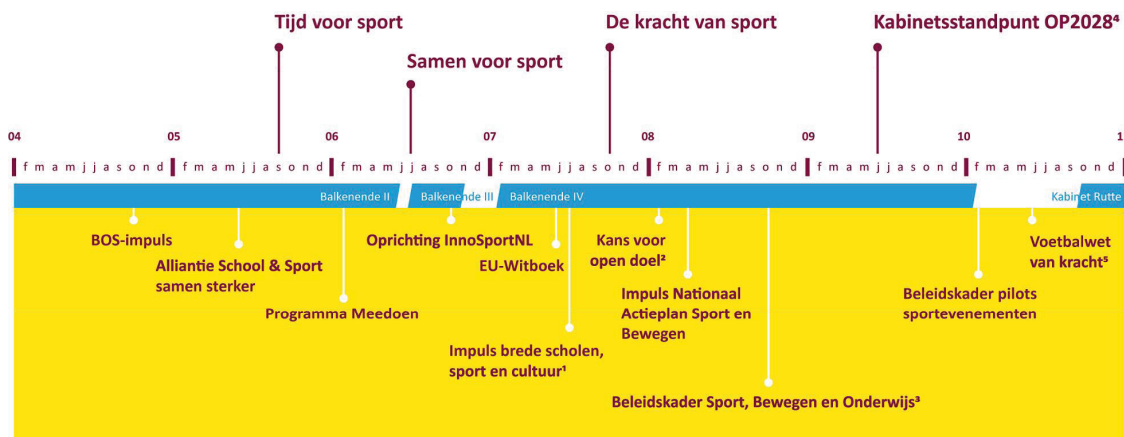 Tijd voor sport
De kracht van sport
Kabinetsstandpunt OP2028⁴
Samen voor sport
04 05 06 07 08 09 10 1
f m a m j j a s o n d f m a m j j a s o n d f m a m j j a s o n d f m a m j j a s o n d f m a m j j a s o n d f m a m j j a s o n d f m a m j j a s o n d
Balkenende II Balkenende III Balkenende IV Kabinet Rutte
BOS-impuls
Alliantie School & Sport
samen sterker
Programma Meedoen
Oprichting InnoSportNL
EU-Witboek
Impuls brede scholen,
sport en cultuur¹
Kans voor
open doel²
Impuls Nationaal
Actieplan Sport en
Bewegen
Beleidskader Sport, Bewegen en Onderwijs³
Beleidskader pilots
sportevenementen
Voetbalwet
van kracht⁵